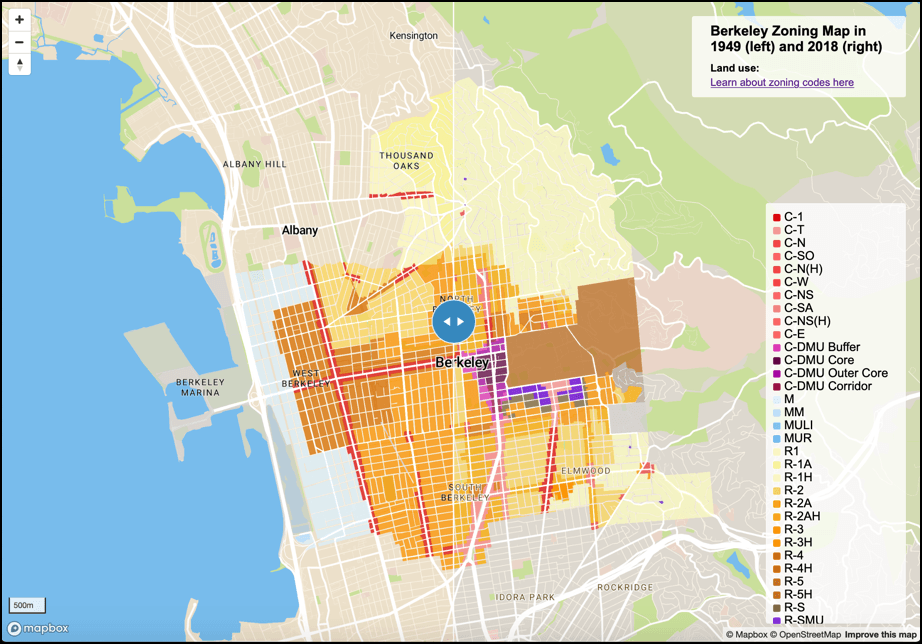 +
−
Kensington
Berkeley Zoning Map in
1949 (left) and 2018 (right)
Land use:
Learn about zoning codes here
ALBANY HILL
THOUSAND
OAKS
Albany
NORTH
Berkeley
WEST
BERKELEY
BERKELEY
MARINA
ELMWOOD
SOUTH
BERKELEY
IDORA PARK
ROCKRIDGE
C-1
C-T
C-N
C-SO
C-N(H)
C-W
C-NS
C-SA
C-NS(H)
C-E
C-DMU Buffer
C-DMU Core
C-DMU Outer Core
C-DMU Corridor
M
MM
MULI
MUR
R1
R-1A
R-1H
R-2
R-2A
R-2AH
R-3
R-3H
R-4
R-4H
R-5
R-5H
R-S
R-SMU
500m
mapbox
© Mapbox © OpenStreetMap Improve this map